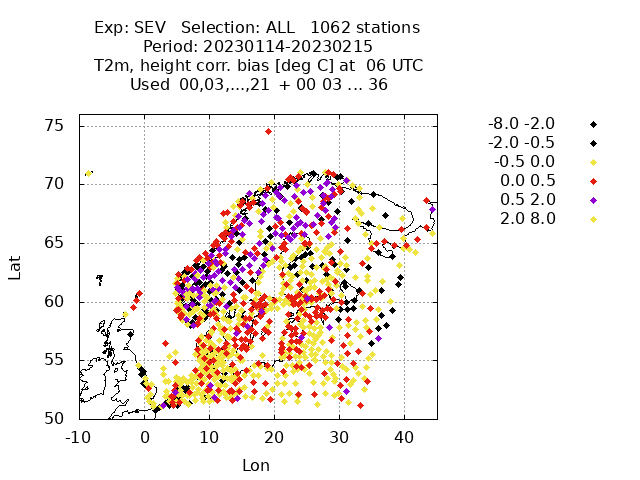 Exp: SEV   Selection: ALL   1062 stations
Period: 20230114-20230215
T2m, height corr. bias [deg C] at  06 UTC
Used  00,03,...,21  + 00 03 ... 36
-8.0 -2.0
-2.0 -0.5
-0.5 0.0
0.0 0.5
0.5 2.0
2.0 8.0
75
70
65
60
55
50
Lat
-10 0 10 20 30 40
Lon